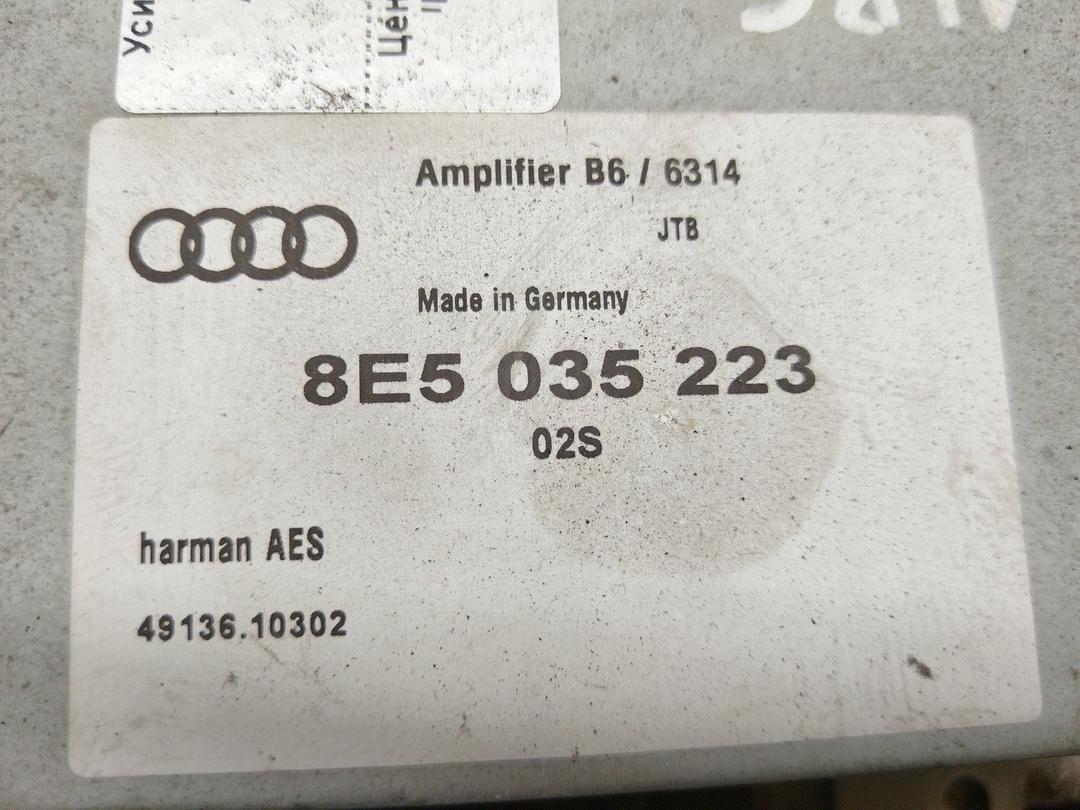 Amplifier B6 / 6314
JTB
Made in Germany
8E5 035 223
02S
harman AES
49136.10302